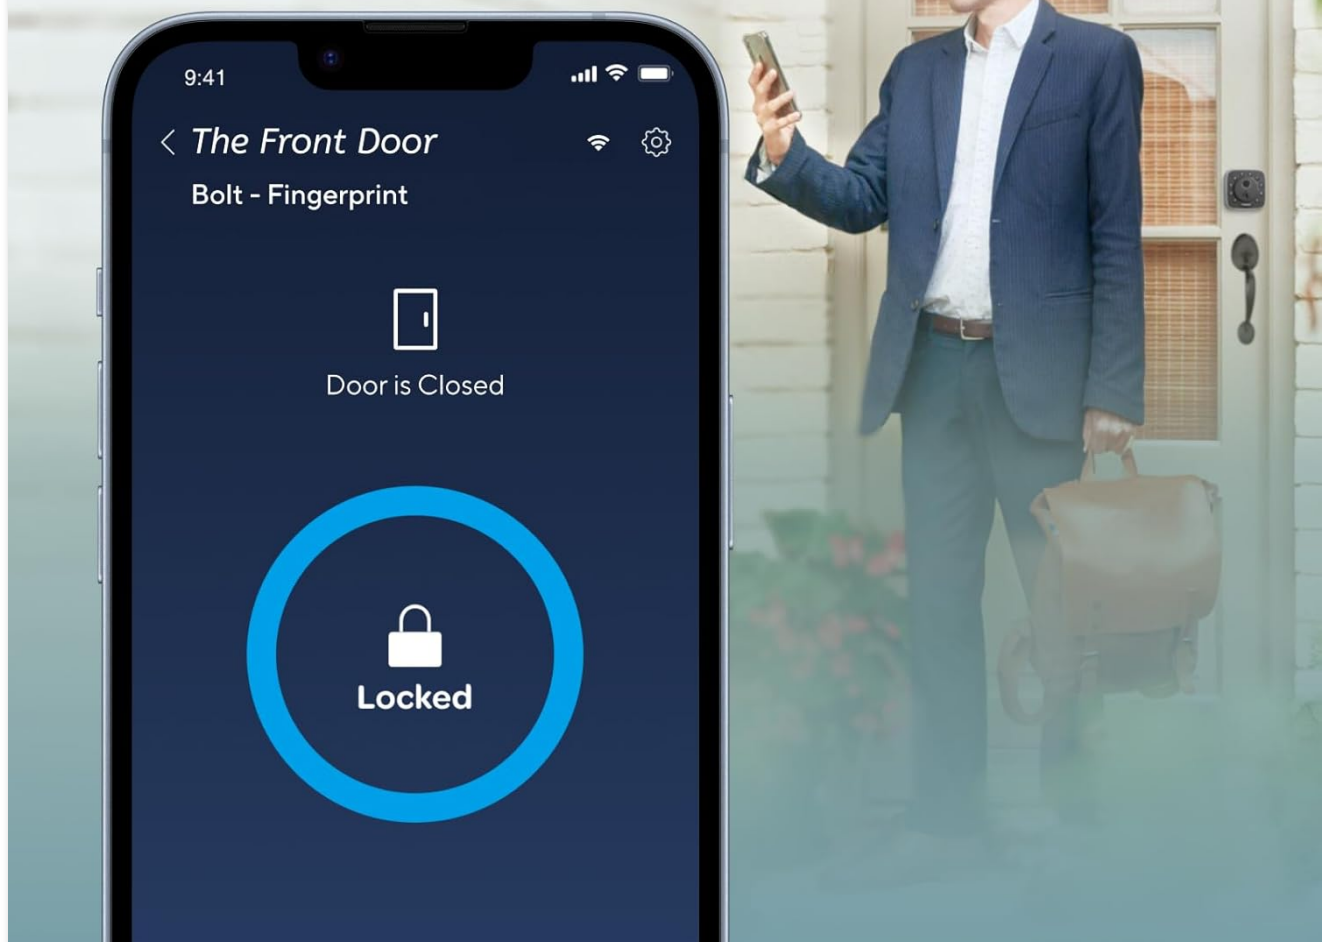 9:41
The Front Door
Bolt - Fingerprint
Door is Closed
Locked